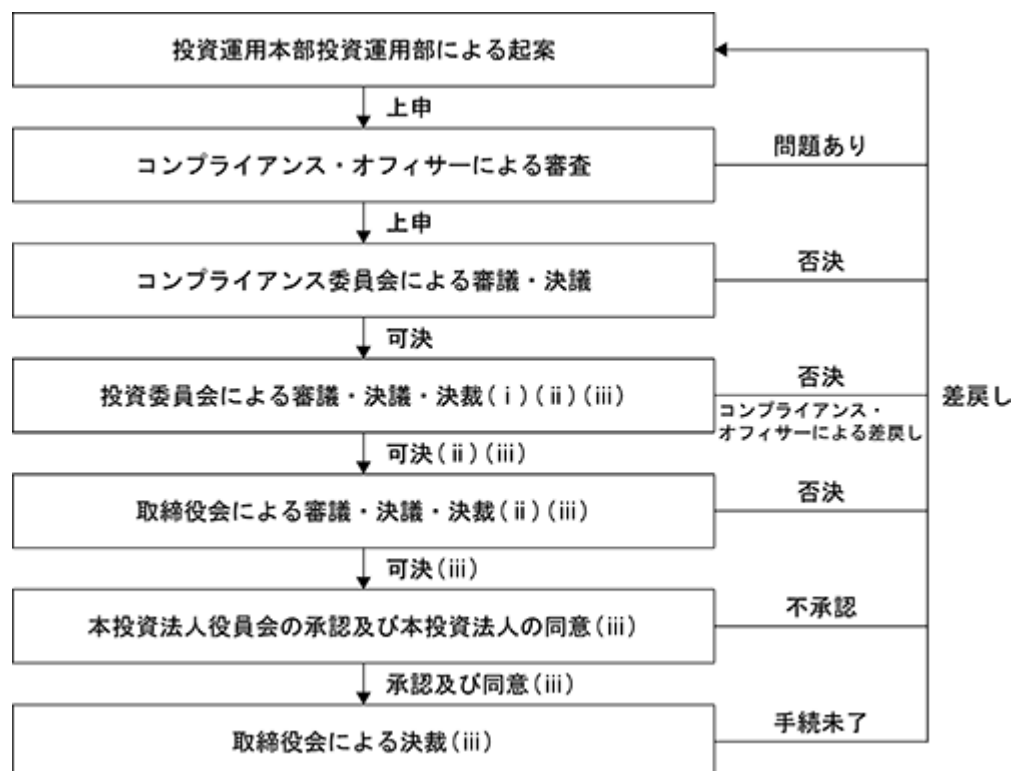 投資運用本部投資運用部による起案
上申
コンプライアンス・オフィサーによる審査
問題あり
上申
コンプライアンス委員会による審議・決議
否決
可決
投資委員会による審議・決議・決裁(ⅰ)(ⅱ)(ⅲ)
否決
コンプライアンス・
オフィサーによる差戻し
差戻し
可決(ⅱ)(ⅲ)
取締役会による審議・決議・決裁(ⅱ)(ⅲ)
否決
可決(ⅲ)
本投資法人役員会の承認及び本投資法人の同意(ⅲ)
不承認
承認及び同意(ⅲ)
取締役会による決裁(ⅲ)
手続未了